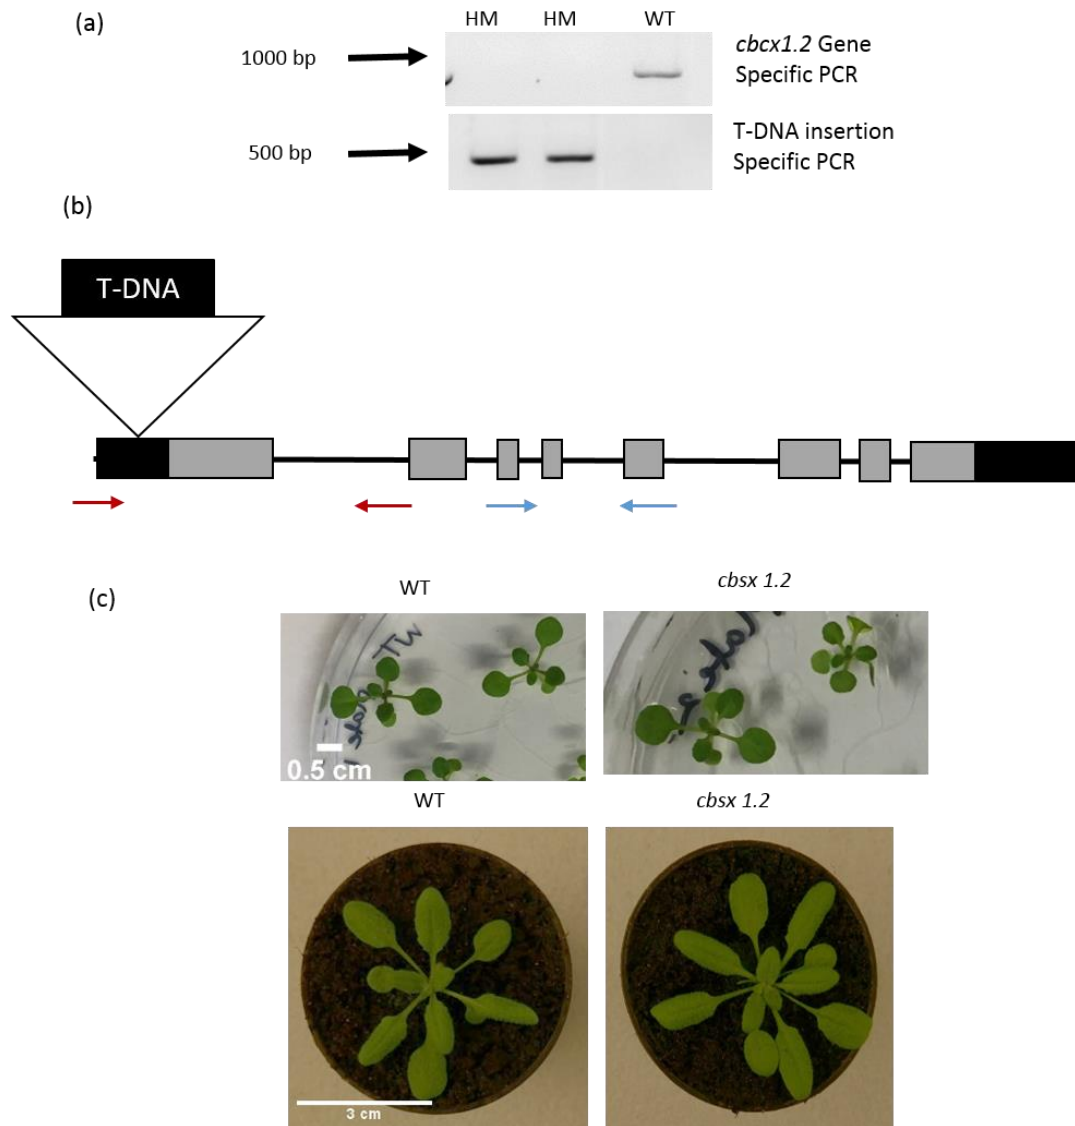 (a)
HM HM WT
1000 bp
cbcx1.2 Gene
Specific PCR
500 bp
T-DNA insertion
Specific PCR
(b)
T-DNA
(c)
WT
cbsx 1.2
WT
0.5 cm
WT
cbsx 1.2
3 cm